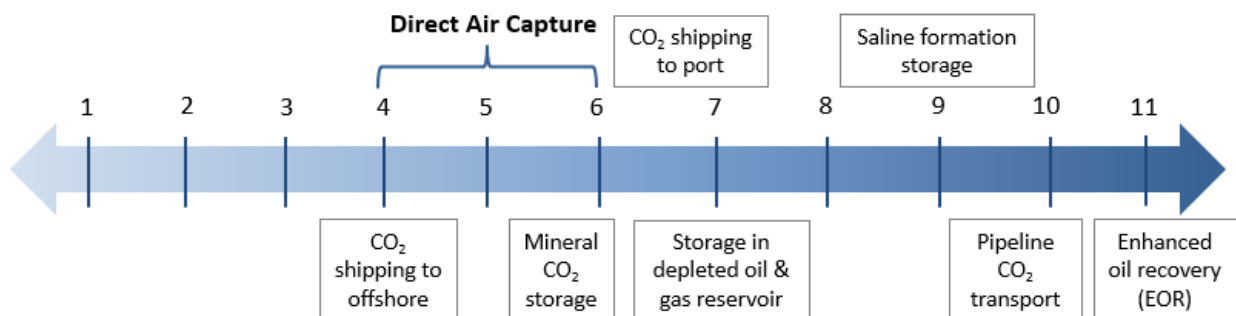 Direct Air Capture
CO₂ shipping
to port
Saline formation
storage
1 2 3 4 5 6 7 8 9 10 11
CO₂
shipping to
offshore
Mineral
CO₂
storage
Storage in
depleted oil &
gas reservoir
Pipeline
CO₂
transport
Enhanced
oil recovery
(EOR)